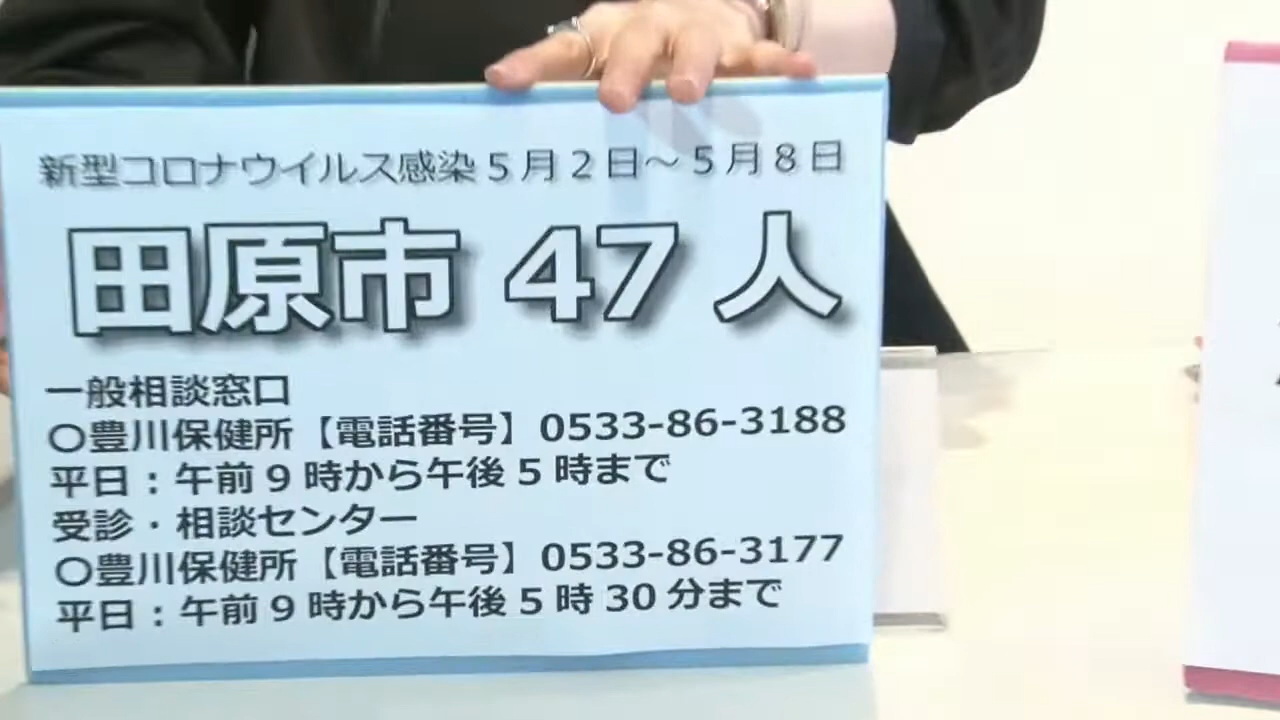 新型コロナウイルス感染５月２日～５月８日
田原市 47 人
一般相談窓口
〇豊川保健所【電話番号】0533-86-3188
平日：午前９時から午後５時まで
受診・相談センター
〇豊川保健所【電話番号】0533-86-3177
平日：午前９時から午後５時 30 分まで